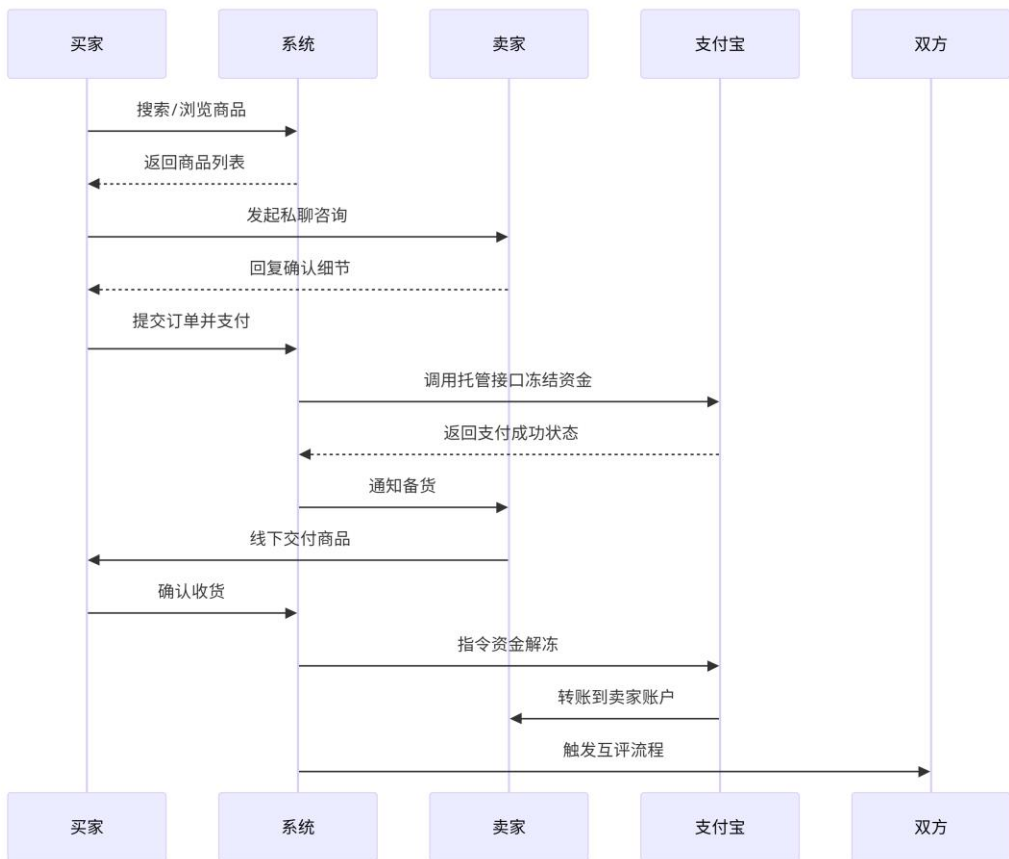 买家
系统
卖家
支付宝
双方
搜索/浏览商品
返回商品列表
发起私聊咨询
回复确认细节
提交订单并支付
调用托管接口冻结资金
返回支付成功状态
通知备货
线下交付商品
确认收货
指令资金解冻
转账到卖家账户
触发互评流程
买家
系统
卖家
支付宝
双方